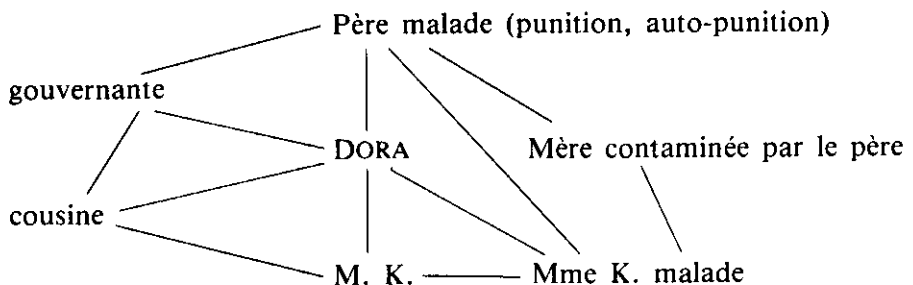 Père malade (punition, auto-punition)
gouvernante
DORA
Mère contaminée par le père
cousine
M. K.
Mme K. malade